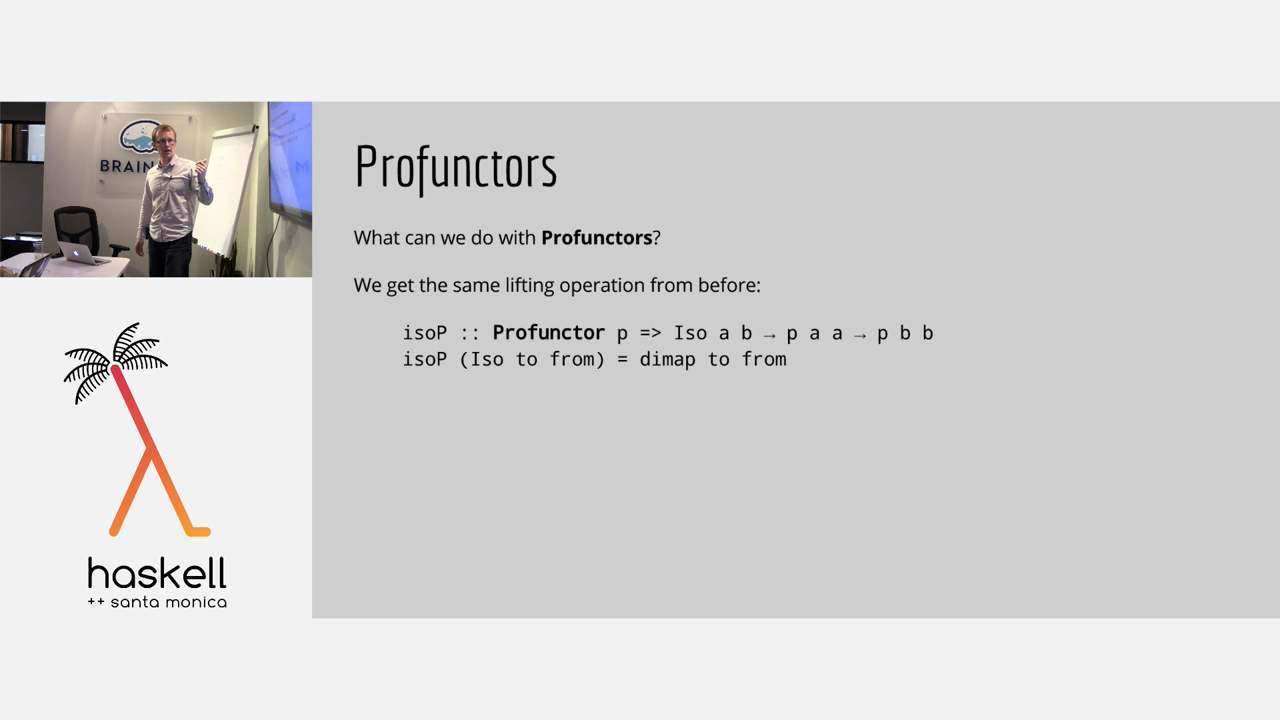 BRAIN
Profunctors
What can we do with Profunctors?
We get the same lifting operation from before:
isoP :: Profunctor p => Iso a b → p a a → p b b
isoP (Iso to from) = dimap to from
haskell
++ santa monica